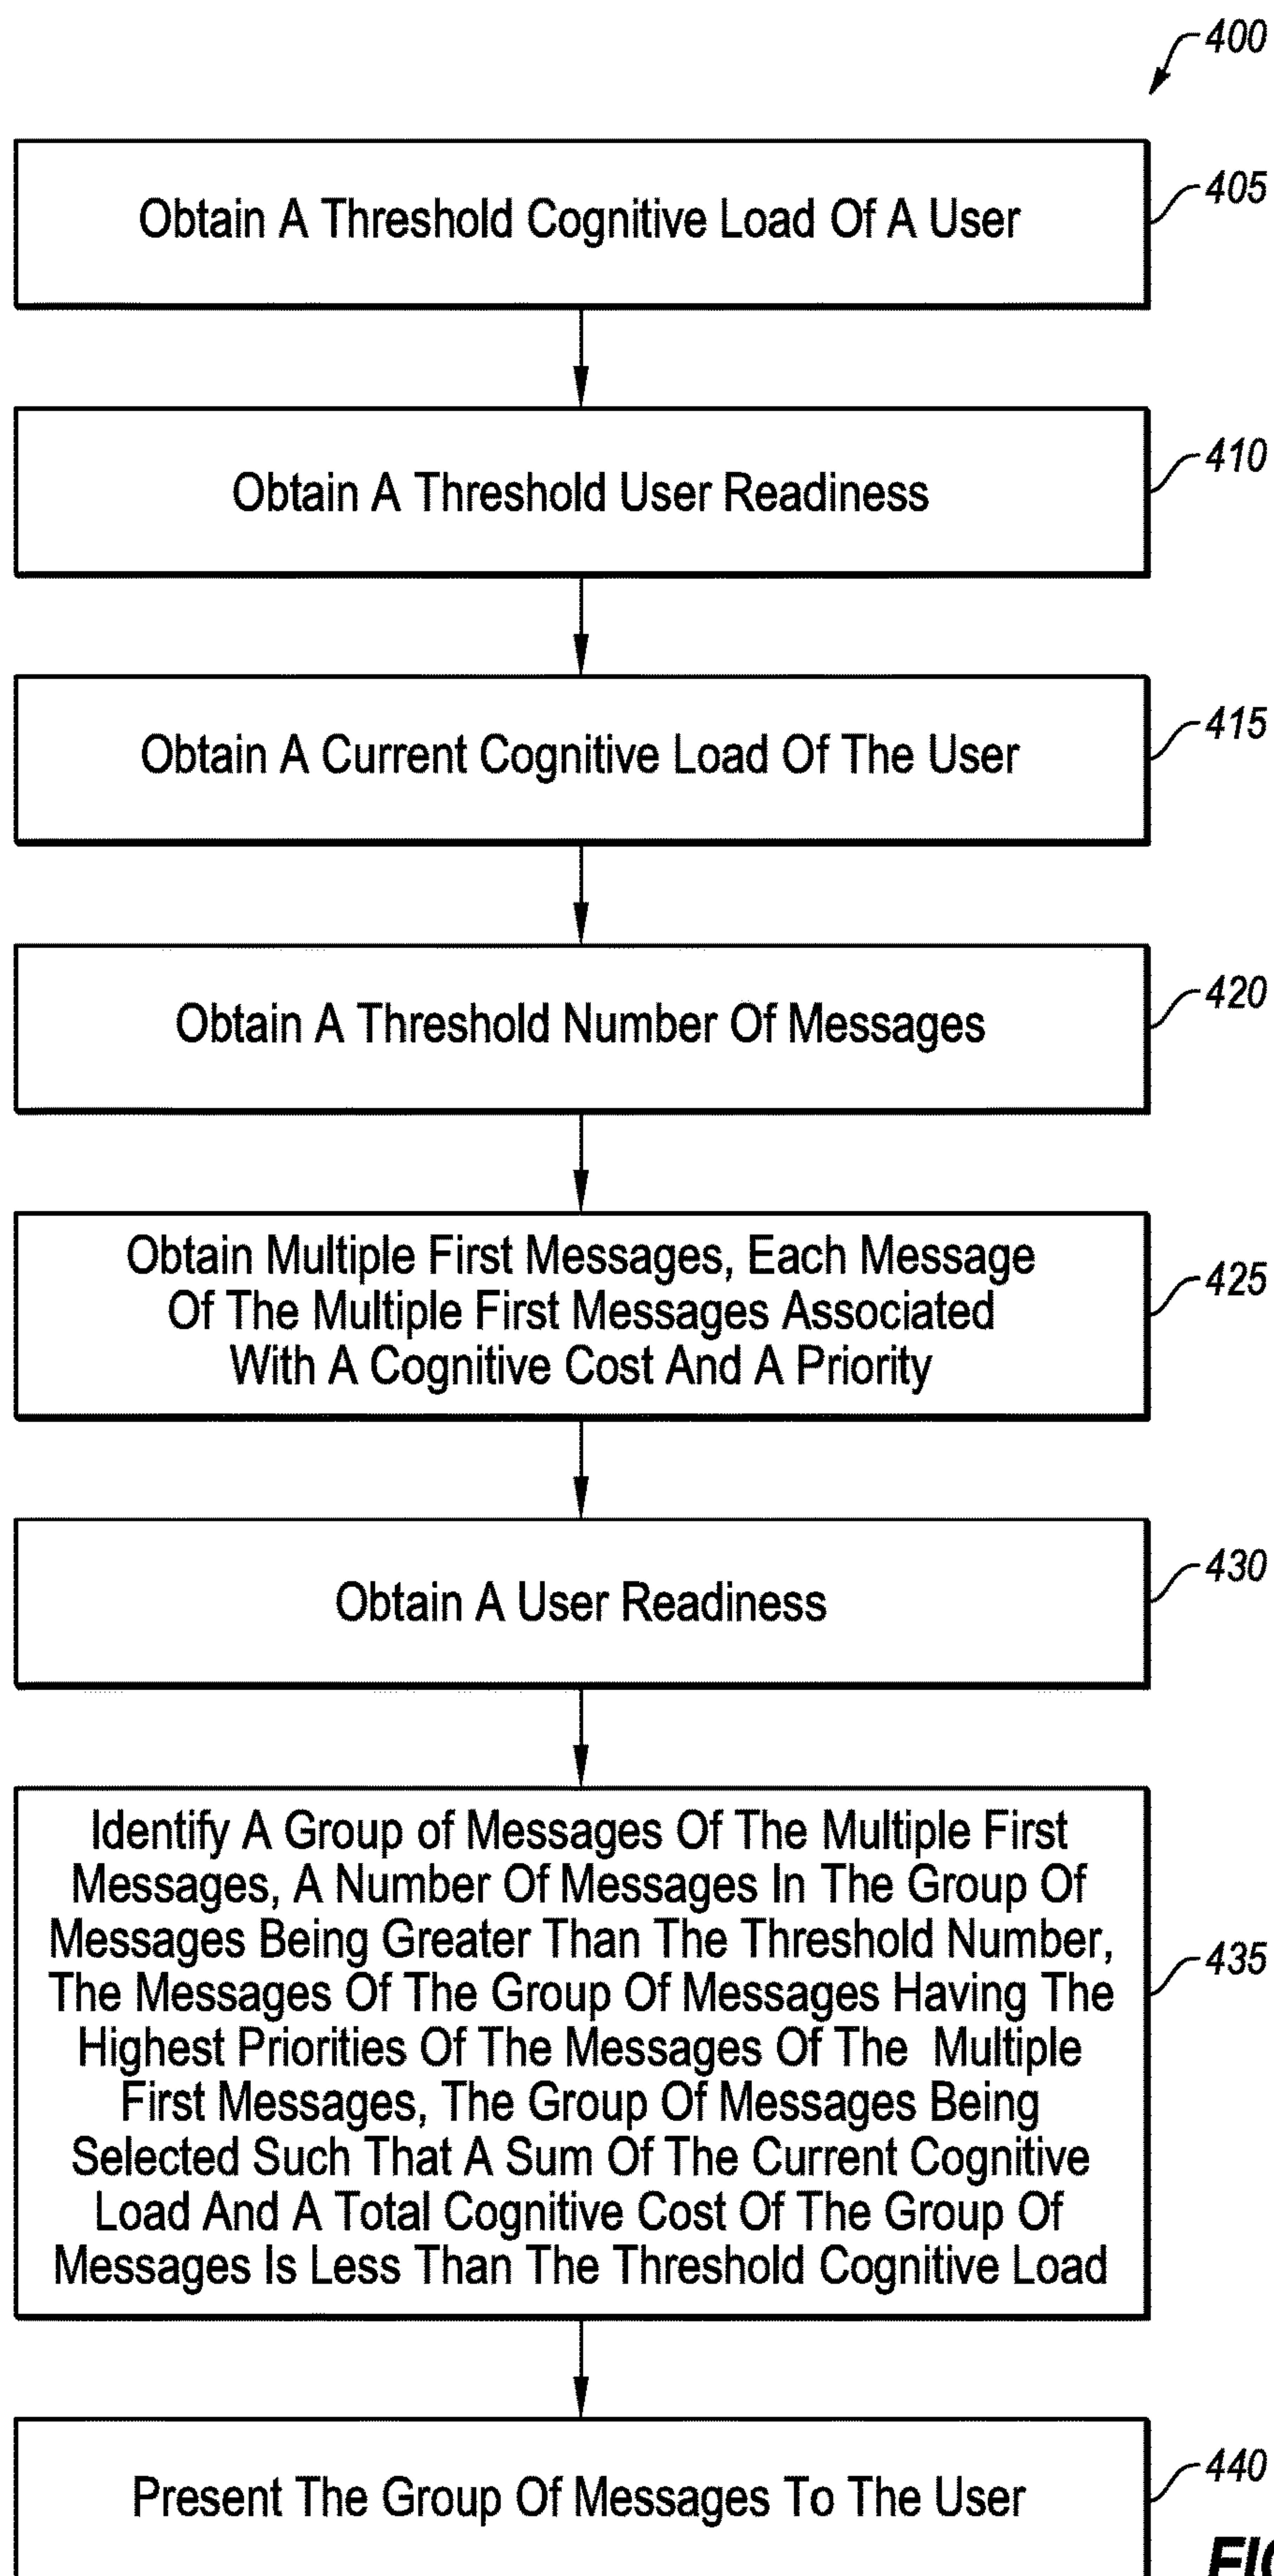 400
Obtain A Threshold Cognitive Load Of A User
405
Obtain A Threshold User Readiness
410
Obtain A Current Cognitive Load Of The User
415
Obtain A Threshold Number Of Messages
420
Obtain Multiple First Messages, Each Message
Of The Multiple First Messages Associated
With A Cognitive Cost And A Priority
425
Obtain A User Readiness
430
Identify A Group of Messages Of The Multiple First
Messages, A Number Of Messages In The Group Of
Messages Being Greater Than The Threshold Number,
The Messages Of The Group Of Messages Having The
Highest Priorities Of The Messages Of The Multiple
First Messages, The Group Of Messages Being
Selected Such That A Sum Of The Current Cognitive
Load And A Total Cognitive Cost Of The Group Of
Messages Is Less Than The Threshold Cognitive Load
435
Present The Group Of Messages To The User
440